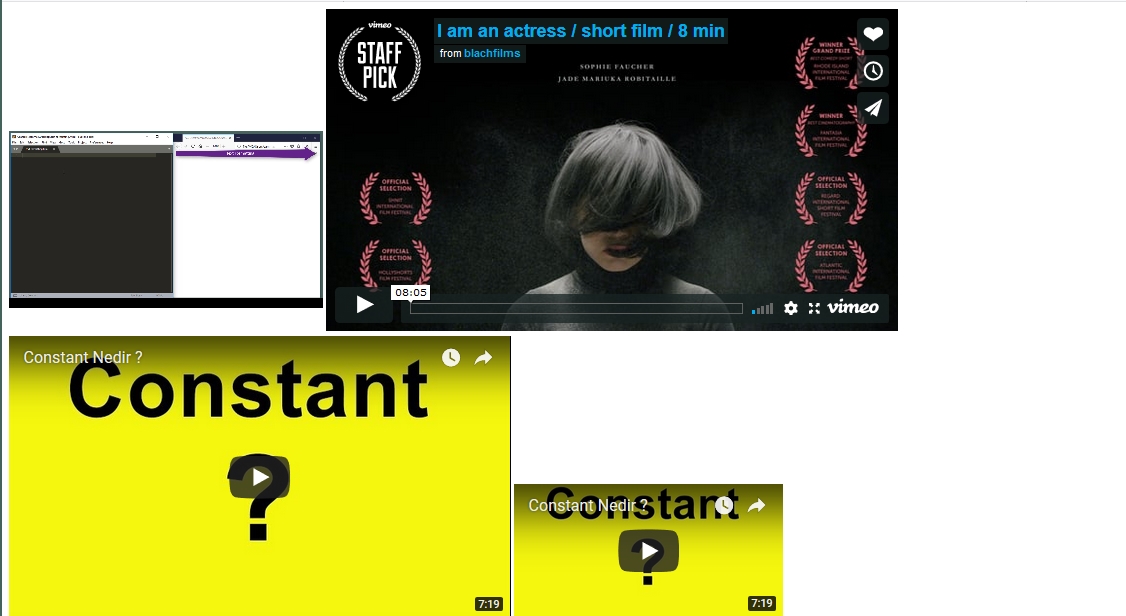 vimeo
STAFF
PICK
I am an actress / short film / 8 min
from blachfilms
SOPHIE FAUCHER
JADE MARIUKA ROBITAILLE
WINNER
GRAND PRIZE
BEST COMEDY SHORT
RHODE ISLAND
INTERNATIONAL
FILM FESTIVAL
WINNER
BEST CINEMATOGRAPHY
FANTASIA
INTERNATIONAL
FILM FESTIVAL
OFFICIAL
SELECTION
SHNIT
INTERNATIONAL
FILM FESTIVAL
OFFICIAL
SELECTION
REGARD
INTERNATIONAL
SHORT FILM
FESTIVAL
OFFICIAL
SELECTION
HOLLYSHORTS
FILM FESTIVAL
OFFICIAL
SELECTION
ATLANTIC
INTERNATIONAL
FILM FESTIVAL
08:05
vimeo
Constant Nedir ?
Constant
?
7:19
Constant Nedir ?
Constant
?
7:19